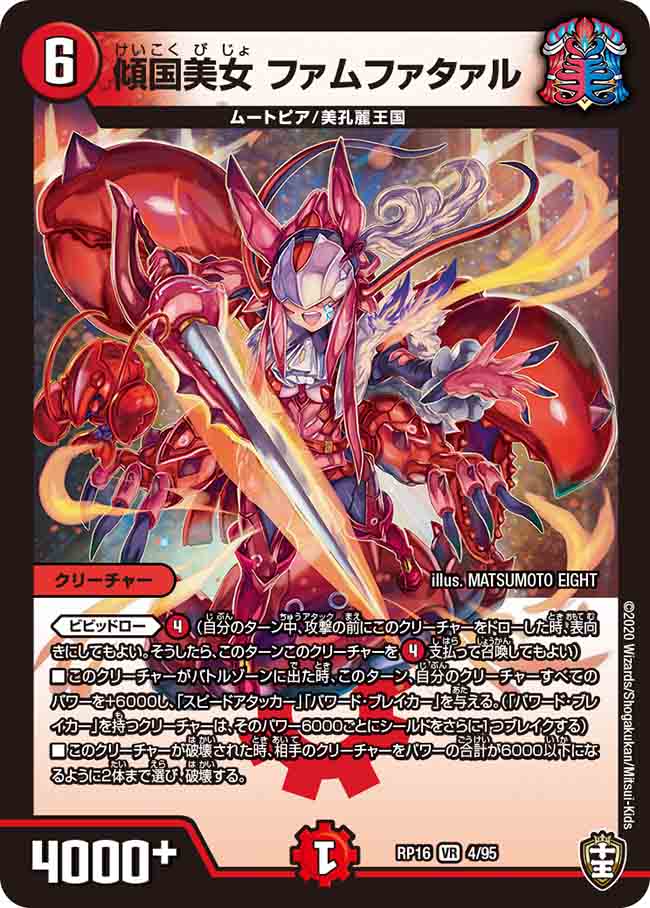 6
けいこくびじょ
傾国美女 ファムファタァル
ムートピア/美孔麗王国
クリーチャー
illus. MATSUMOTO EIGHT
ビビッドロー 4 (自分のターン中、攻撃の前にこのクリーチャーをドローした時、表向
きにしてもよい。そうしたら、このターンこのクリーチャーを 4 支払って召喚してもよい)
■このクリーチャーがバトルゾーンに出た時、このターン、自分のクリーチャーすべての
パワーを+6000し、「スピードアタッカー」「パワード・ブレイカー」を与える。(「パワード・ブレ
イカー」を持つクリーチャーは、そのパワー6000ごとにシールドをさらに1つブレイクする)
■このクリーチャーが破壊された時、相手のクリーチャーをパワーの合計が6000以下にな
るように2体まで選び、破壊する。
©2020 Wizards/Shogakukan/Mitsui-Kids
4000+
1
RP16 VR 4/95